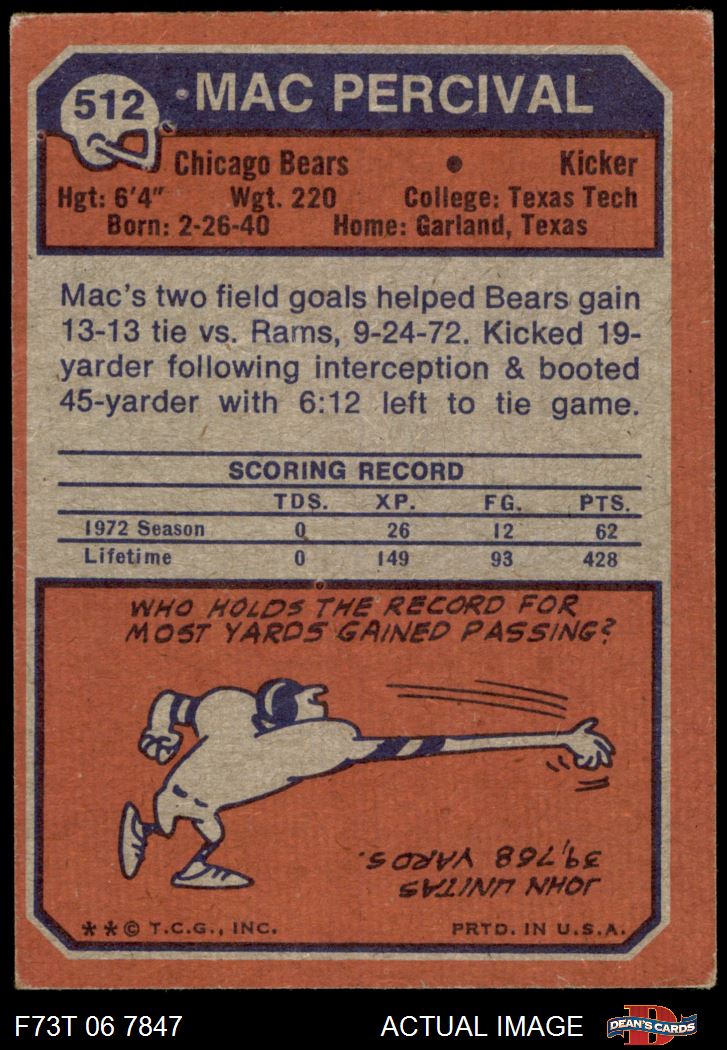 512
MAC PERCIVAL
Chicago Bears • Kicker
Hgt: 6'4" Wgt. 220 College: Texas Tech
Born: 2-26-40 Home: Garland, Texas
Mac's two field goals helped Bears gain
13-13 tie vs. Rams, 9-24-72. Kicked 19-
yarder following interception & booted
45-yarder with 6:12 left to tie game.
SCORING RECORD
TDS. XP. FG. PTS.
1972 Season 0 26 12 62
Lifetime 0 149 93 428
WHO HOLDS THE RECORD FOR
MOST YARDS GAINED PASSING?
JOHN UNITAS
39,768 YARDS.
**© T.C.G., INC. PRTD. IN U.S.A.
F73T 06 7847 ACTUAL IMAGE
D
DEAN'S CARDS